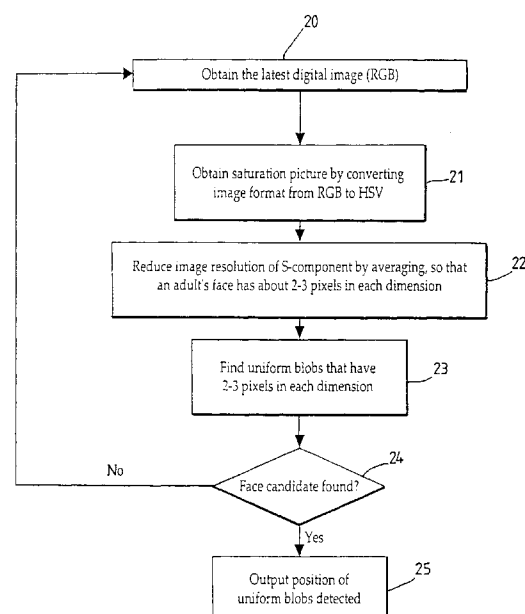 20
Obtain the latest digital image (RGB)
Obtain saturation picture by converting
image format from RGB to HSV
21
Reduce image resolution of S-component by averaging, so that
an adult's face has about 2-3 pixels in each dimension
22
Find uniform blobs that have
2-3 pixels in each dimension
23
24
No
Face candidate found?
Yes
Output position of
uniform blobs detected
25